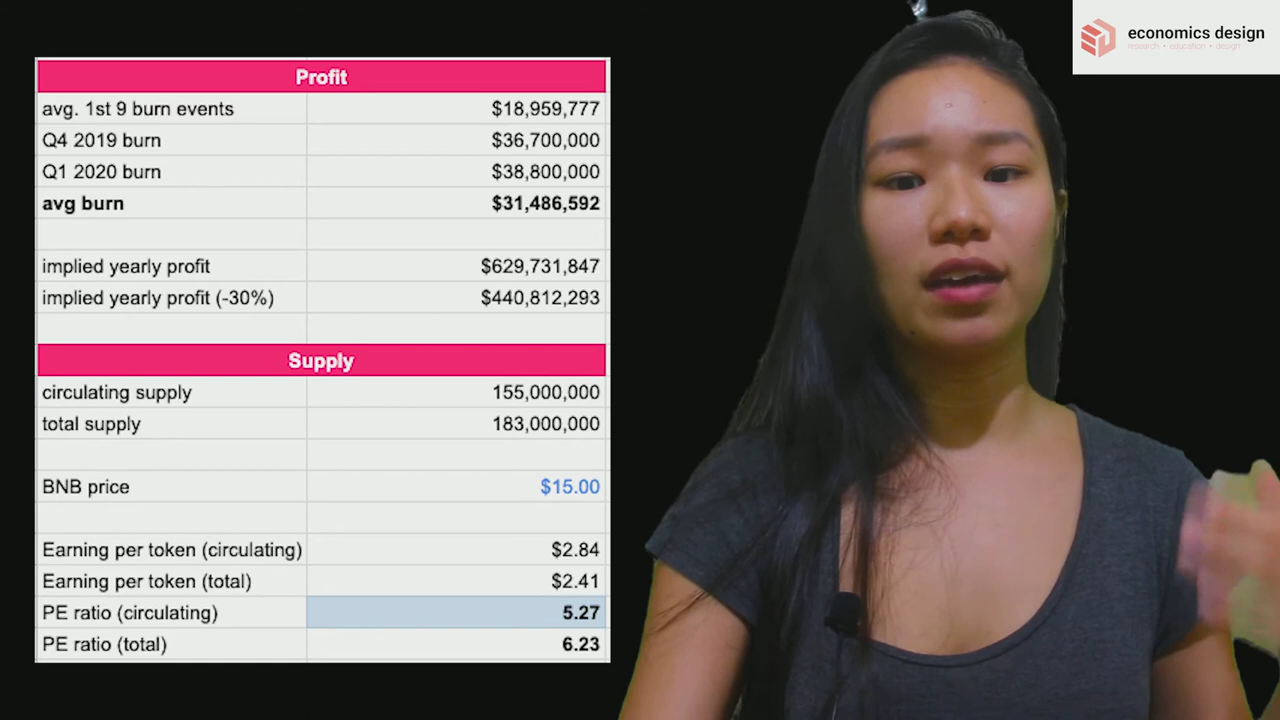 economics design
research • education • design
Profit
avg. 1st 9 burn events $18,959,777
Q4 2019 burn $36,700,000
Q1 2020 burn $38,800,000
avg burn $31,486,592
implied yearly profit $629,731,847
implied yearly profit (-30%) $440,812,293
Supply
circulating supply 155,000,000
total supply 183,000,000
BNB price $15.00
Earning per token (circulating) $2.84
Earning per token (total) $2.41
PE ratio (circulating) 5.27
PE ratio (total) 6.23